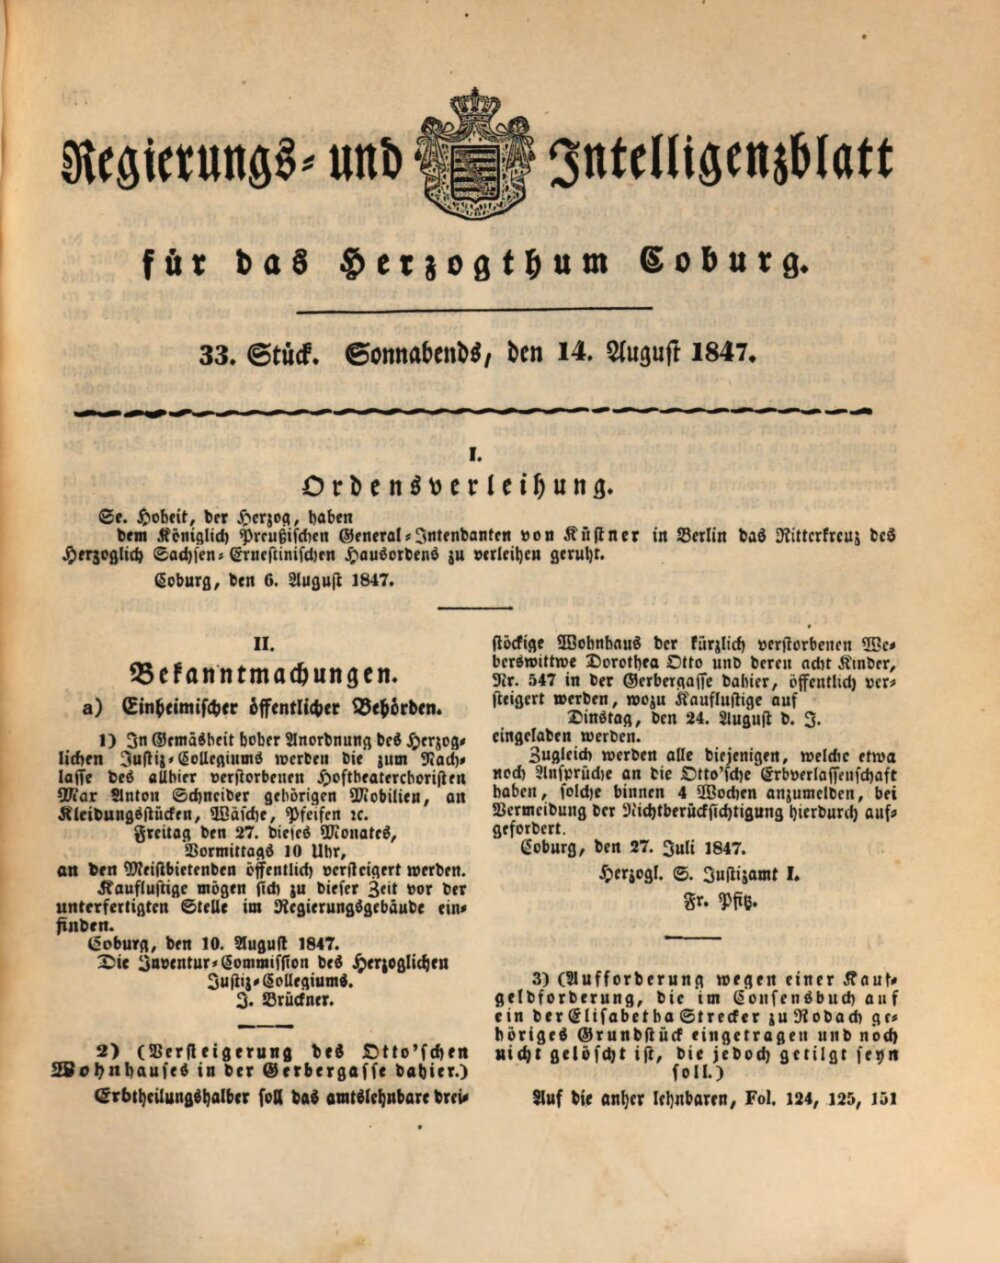 Regierungs- und Intelligenzblatt
für das Herzogthum Coburg.
33. Stück. Sonnabends, den 14. August 1847.
I.
Ordensverleihung.
Se. Hoheit, der Herzog, haben
dem Königlich Preußischen General-Intendanten von Küstner in Berlin das Ritterkreuz des
Herzoglich Sachsen-Ernestinischen Hausordens zu verleihen geruht.
Coburg, den 6. August 1847.
II.
Bekanntmachungen.
a) Einheimischer öffentlicher Behörden.
1) In Gemäsheit hoher Anordnung des Herzog-
lichen Justiz-Collegiums werden die zum Nach-
lasse des allhier verstorbenen Hoftheaterchoristen
Max Anton Schneider gehörigen Mobilien, an
Kleidungsstücken, Wäsche, Pfeifen ꝛc.
Freitag den 27. dieses Monates,
Vormittags 10 Uhr,
an den Meistbietenden öffentlich versteigert werden.
Kauflustige mögen sich zu dieser Zeit vor der
unterfertigten Stelle im Regierungsgebäude ein-
finden.
Coburg, den 10. August 1847.
Die Inventur-Commission des Herzoglichen
Justiz-Collegiums.
J. Brückner.
2) (Versteigerung des Otto'schen
Wohnhauses in der Gerbergasse dahier.)
Erbtheilungshalber soll das amtslehnbare drei-
stöckige Wohnhaus der kürzlich verstorbenen We-
berswittwe Dorothea Otto und deren acht Kinder,
Nr. 547 in der Gerbergasse dahier, öffentlich ver-
steigert werden, wozu Kauflustige auf
Dinstag, den 24. August d. J.
eingeladen werden.
Zugleich werden alle diejenigen, welche etwa
noch Ansprüche an die Otto'sche Erbverlassenschaft
haben, solche binnen 4 Wochen anzumelden, bei
Vermeidung der Nichtberücksichtigung hierdurch auf-
gefordert.
Coburg, den 27. Juli 1847.
Herzogl. S. Justizamt I.
Fr. Pfitz.
3) (Aufforderung wegen einer Kauf-
geldforderung, die im Consensbuch auf
ein der Elisabetha Strecker zu Rodach ge-
höriges Grundstück eingetragen und noch
nicht gelöscht ist, die jedoch getilgt seyn
soll.)
Auf die anher lehnbaren, Fol. 124, 125, 151